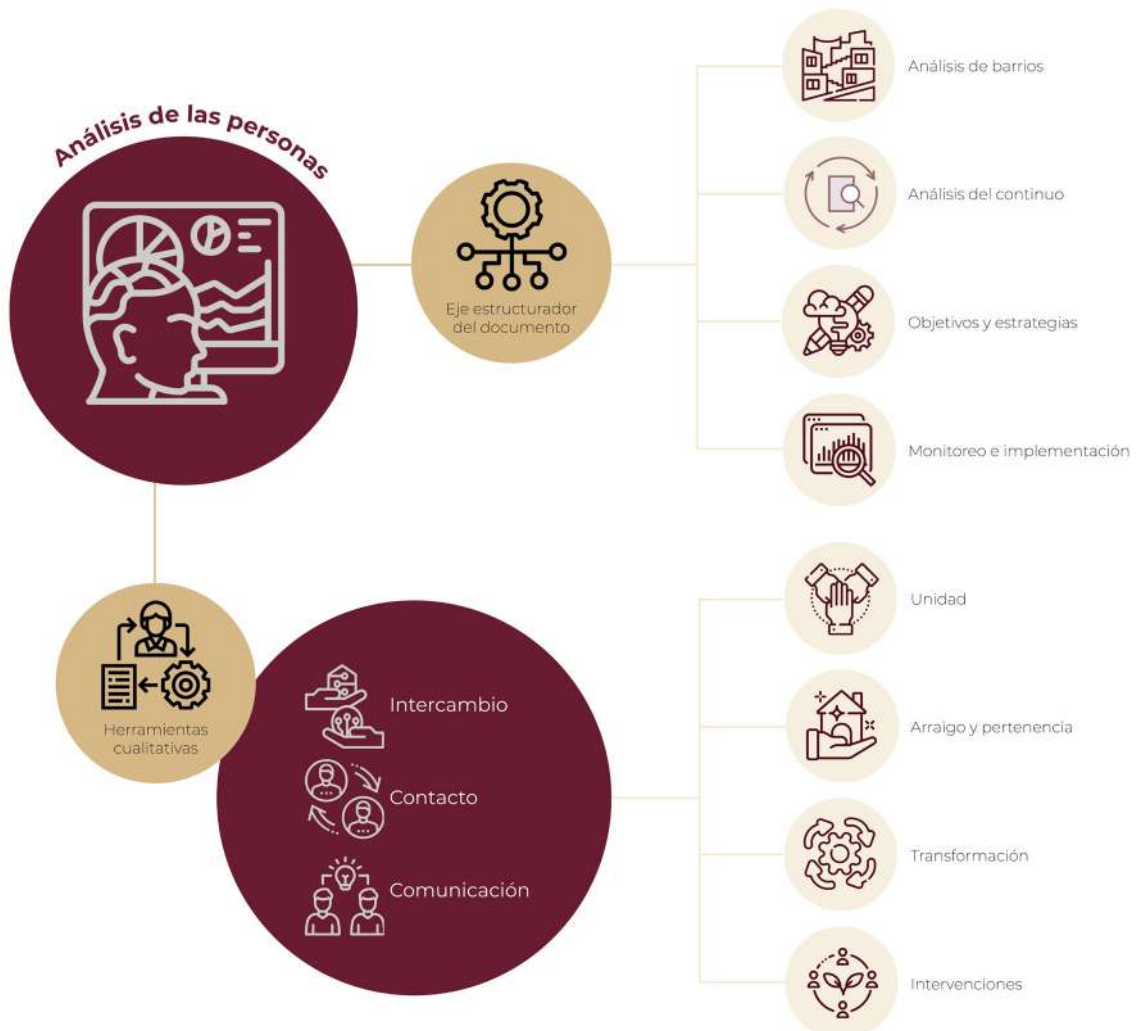 Análisis de las personas
Eje estructurador
del documento
Análisis de barrios
Análisis del continuo
Objetivos y estrategias
Monitoreo e implementación
Herramientas
cualitativas
Intercambio
Contacto
Comunicación
Unidad
Arraigo y pertenencia
Transformación
Intervenciones